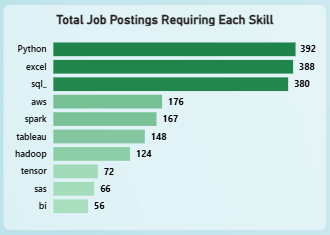 Total Job Postings Requiring Each Skill
Python 392
excel 388
sql_ 380
aws 176
spark 167
tableau 148
hadoop 124
tensor 72
sas 66
bi 56